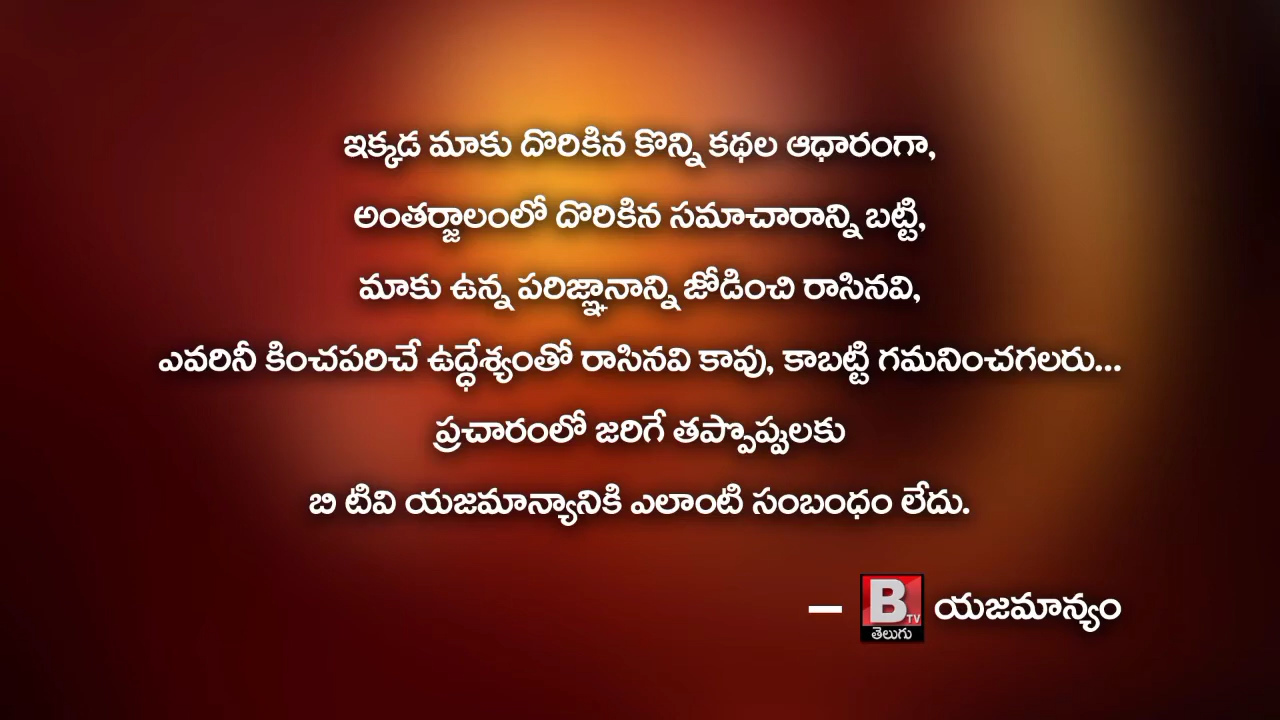 ఇక్కడ మాకు దొరికిన కొన్ని కథల ఆధారంగా,
అంతర్జాలంలో దొరికిన సమాచారాన్ని బట్టి,
మాకు ఉన్న పరిజ్ఞానాన్ని జోడించి రాసినవి,
ఎవరినీ కించపరిచే ఉద్ధేశ్యంతో రాసినవి కావు, కాబట్టి గమనించగలరు...
ప్రచారంలో జరిగే తప్పొప్పులకు
బి టివి యజమాన్యానికి ఎలాంటి సంబంధం లేదు.
– B TV తెలుగు యజమాన్యం